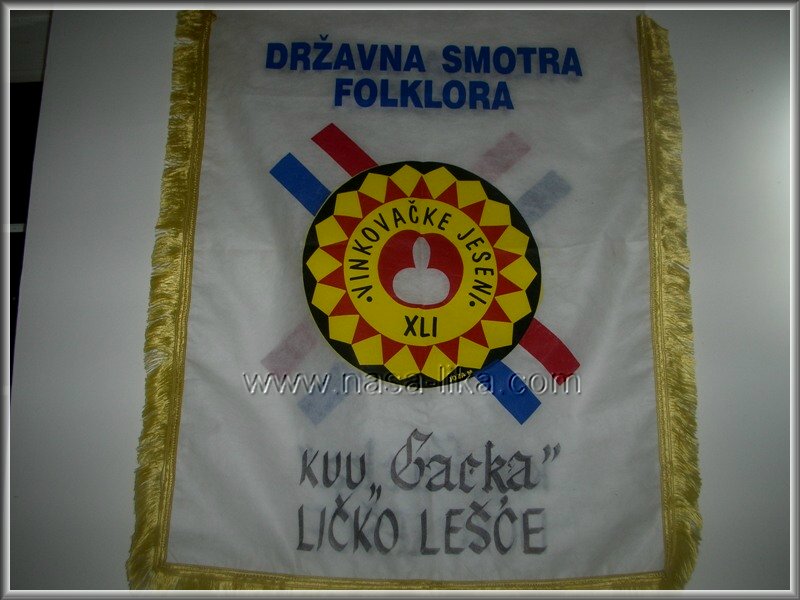 DRŽAVNA SMOTRA
FOLKLORA
• VINKOVAČKE JESENI •
XLI
www.nasa-lika.com
KUU „Gacka”
LIČKO LEŠĆE